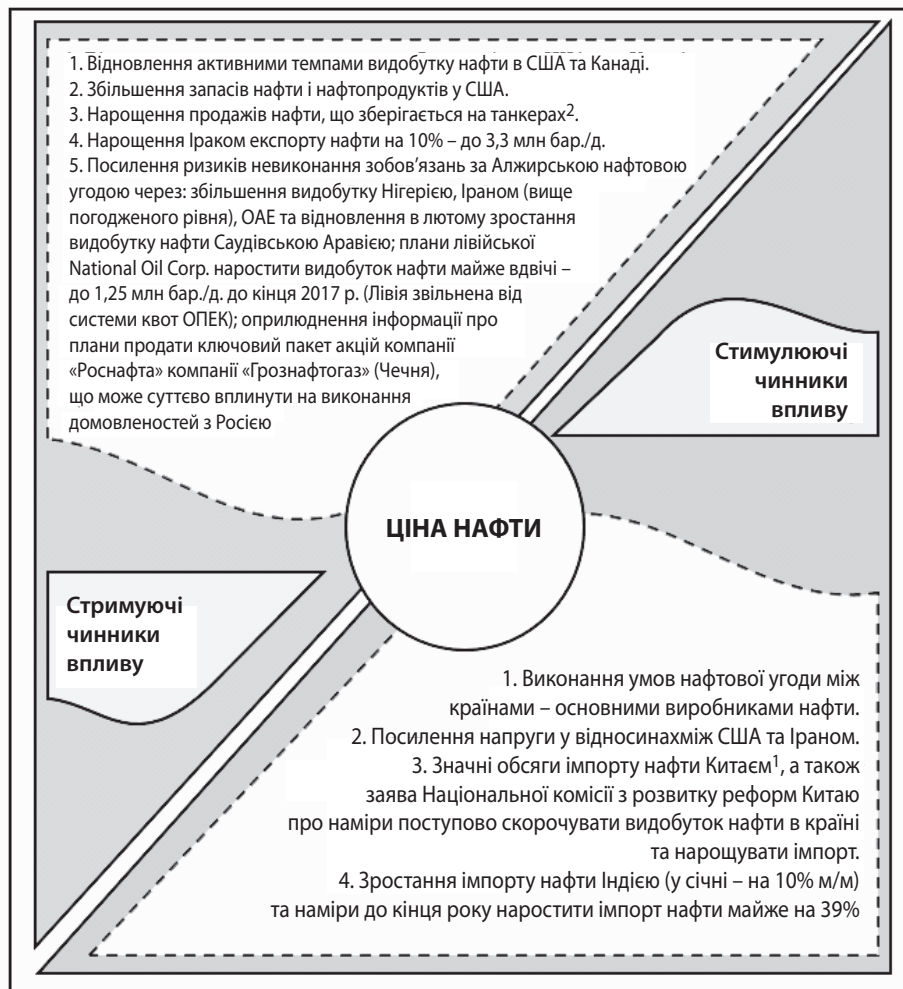 1. Відновлення активними темпами видобутку нафти в США та Канаді.
2. Збільшення запасів нафти і нафтопродуктів у США.
3. Нарощення продажів нафти, що зберігається на танкерах2.
4. Нарощення Іраком експорту нафти на 10% – до 3,3 млн бар./д.
5. Посилення ризиків невиконання зобов’язань за Алжирською нафтовою
угодою через: збільшення видобутку Нігерією, Іраном (вище
погодженого рівня), ОАЕ та відновлення в лютому зростання
видобутку нафти Саудівською Аравією; плани лівійської
National Oil Corp. наростити видобуток нафти майже вдвічі –
до 1,25 млн бар./д. до кінця 2017 р. (Лівія звільнена від
системи квот ОПЕК); оприлюднення інформації про
плани продати ключовий пакет акцій компанії
«Роснафта» компанії «Грознафтогаз» (Чечня),
що може суттєво вплинути на виконання
домовленостей з Росією
Стимулюючі
чинники
впливу
ЦІНА НАФТИ
Стримуючі
чинники
впливу
1. Виконання умов нафтової угоди між
країнами – основними виробниками нафти.
2. Посилення напруги у відносинахміж США та Іраном.
3. Значні обсяги імпорту нафти Китаєм1, а також
заява Національної комісії з розвитку реформ Китаю
про наміри поступово скорочувати видобуток нафти в країні
та нарощувати імпорт.
4. Зростання імпорту нафти Індією (у січні – на 10% м/м)
та наміри до кінця року наростити імпорт нафти майже на 39%